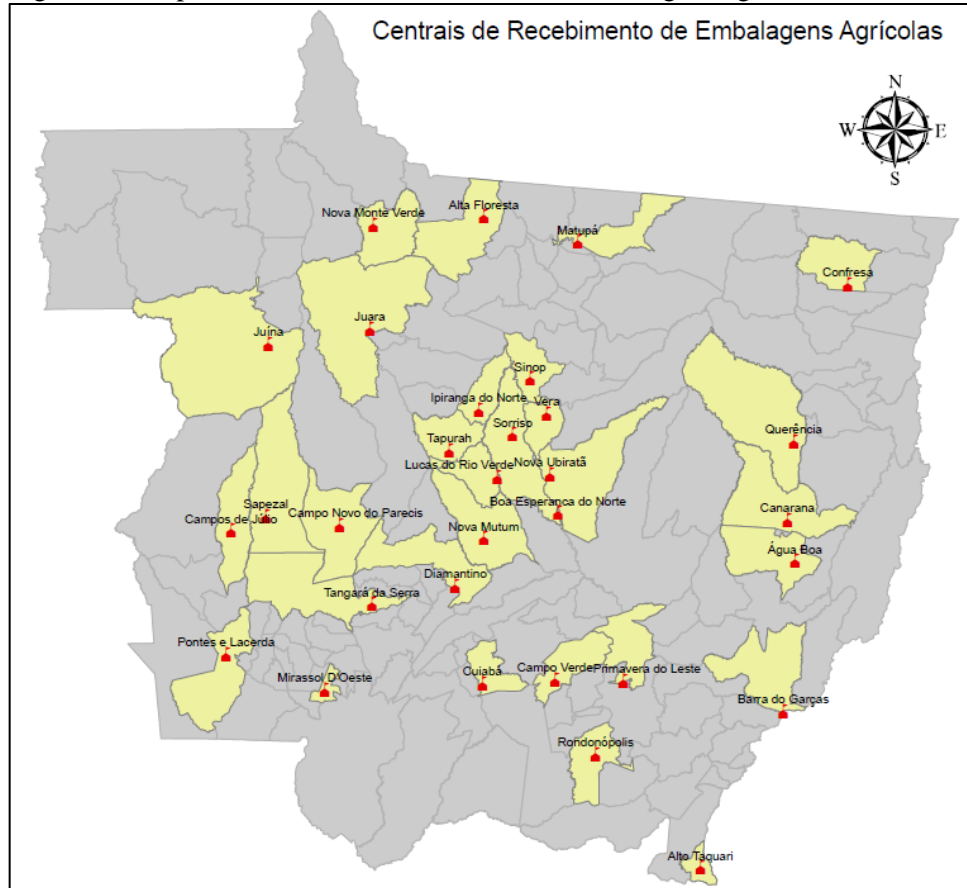 Centrais de Recebimento de Embalagens Agrícolas
N
W E
S
Alta Floresta
Nova Monte Verde
Matupá
Confresa
Juara
Juína
Sinop
Ipiranga do Norte
Vera
Sorriso
Querência
Tapurah
Lucas do Rio Verde
Nova Ubiratã
Boa Esperança do Norte
Sapezal
Campos de Júlio
Campo Novo do Parecis
Canarana
Nova Mutum
Água Boa
Diamantino
Tangará da Serra
Pontes e Lacerda
Cuiabá
Campo Verde
Primavera do Leste
Mirassol D'Oeste
Barra do Garças
Rondonópolis
Alto Taquari